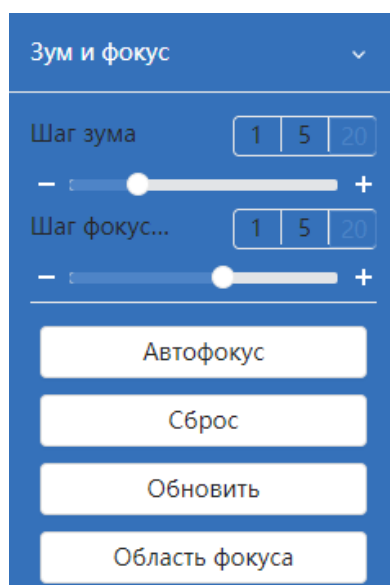 Зум и фокус
Шаг зума 1 5 20
− +
Шаг фокус... 1 5 20
− +
Автофокус
Сброс
Обновить
Область фокуса